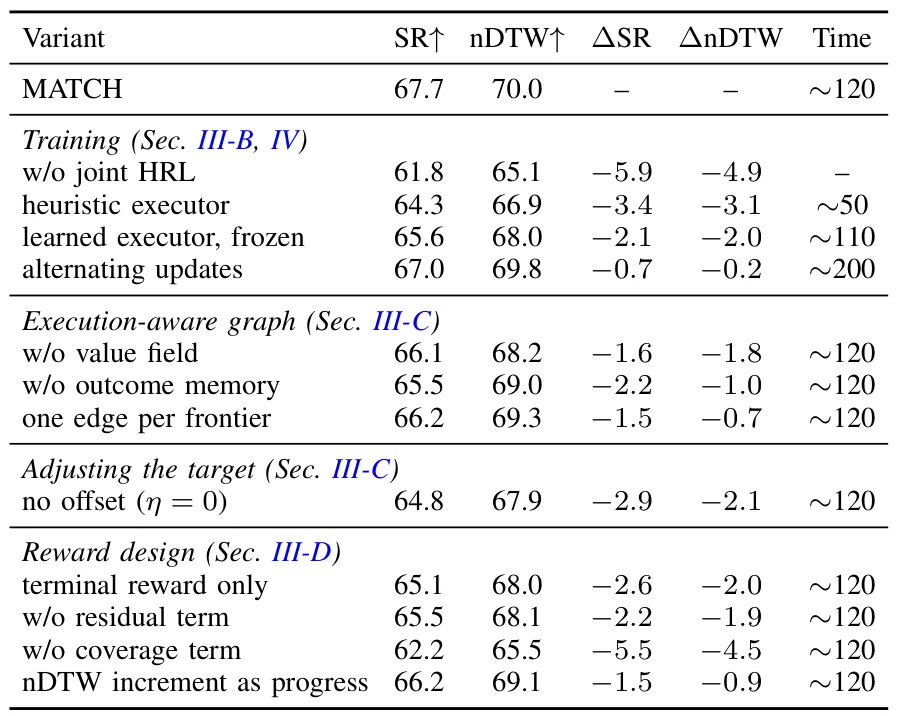 Variant SR↑ nDTW↑ ΔSR ΔnDTW Time
MATCH 67.7 70.0 – – ∼120
Training (Sec. III-B, IV)
w/o joint HRL 61.8 65.1 −5.9 −4.9 –
heuristic executor 64.3 66.9 −3.4 −3.1 ∼50
learned executor, frozen 65.6 68.0 −2.1 −2.0 ∼110
alternating updates 67.0 69.8 −0.7 −0.2 ∼200
Execution-aware graph (Sec. III-C)
w/o value field 66.1 68.2 −1.6 −1.8 ∼120
w/o outcome memory 65.5 69.0 −2.2 −1.0 ∼120
one edge per frontier 66.2 69.3 −1.5 −0.7 ∼120
Adjusting the target (Sec. III-C)
no offset (η = 0) 64.8 67.9 −2.9 −2.1 ∼120
Reward design (Sec. III-D)
terminal reward only 65.1 68.0 −2.6 −2.0 ∼120
w/o residual term 65.5 68.1 −2.2 −1.9 ∼120
w/o coverage term 62.2 65.5 −5.5 −4.5 ∼120
nDTW increment as progress 66.2 69.1 −1.5 −0.9 ∼120